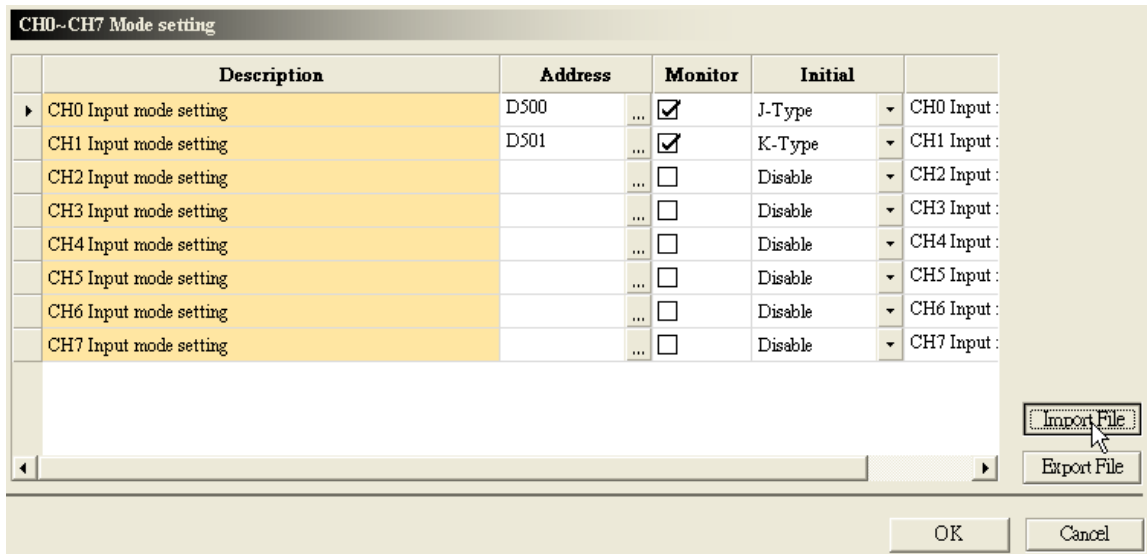 CH0~CH7 Mode setting
Description Address Monitor Initial
CH0 Input mode setting D500 ... J-Type CH0 Input :
CH1 Input mode setting D501 ... K-Type CH1 Input :
CH2 Input mode setting ... Disable CH2 Input :
CH3 Input mode setting ... Disable CH3 Input :
CH4 Input mode setting ... Disable CH4 Input :
CH5 Input mode setting ... Disable CH5 Input :
CH6 Input mode setting ... Disable CH6 Input :
CH7 Input mode setting ... Disable CH7 Input :
Import File
Export File
OK Cancel